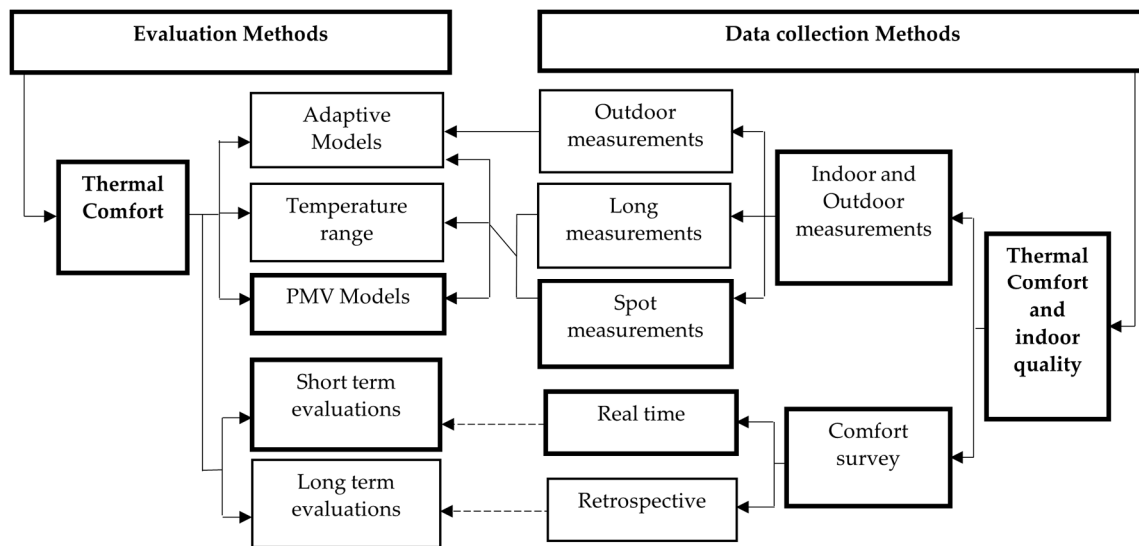 Evaluation Methods
Data collection Methods
Adaptive
Models
Outdoor
measurements
Thermal
Comfort
Temperature
range
Long
measurements
Indoor and
Outdoor
measurements
PMV Models
Spot
measurements
Thermal
Comfort
and
indoor
quality
Short term
evaluations
Real time
Comfort
survey
Long term
evaluations
Retrospective